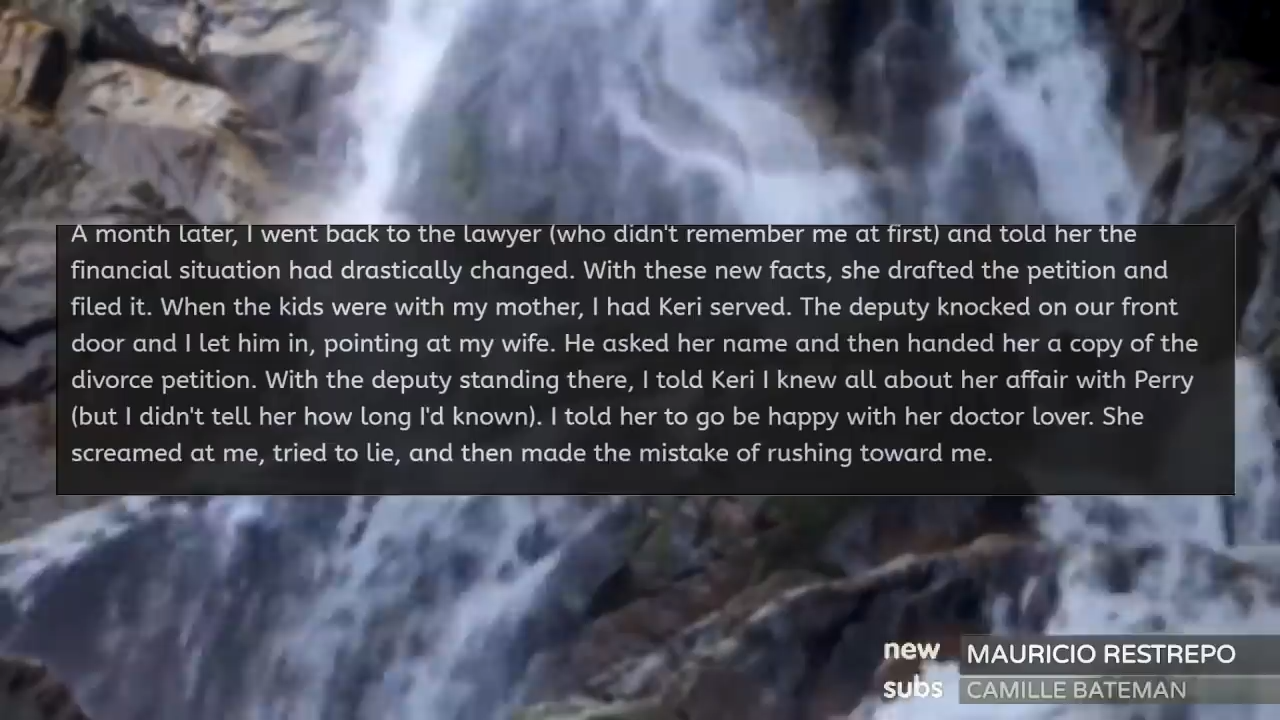 A month later, I went back to the lawyer (who didn't remember me at first) and told her the
financial situation had drastically changed. With these new facts, she drafted the petition and
filed it. When the kids were with my mother, I had Keri served. The deputy knocked on our front
door and I let him in, pointing at my wife. He asked her name and then handed her a copy of the
divorce petition. With the deputy standing there, I told Keri I knew all about her affair with Perry
(but I didn't tell her how long I'd known). I told her to go be happy with her doctor lover. She
screamed at me, tried to lie, and then made the mistake of rushing toward me.
new MAURICIO RESTREPO
subs CAMILLE BATEMAN